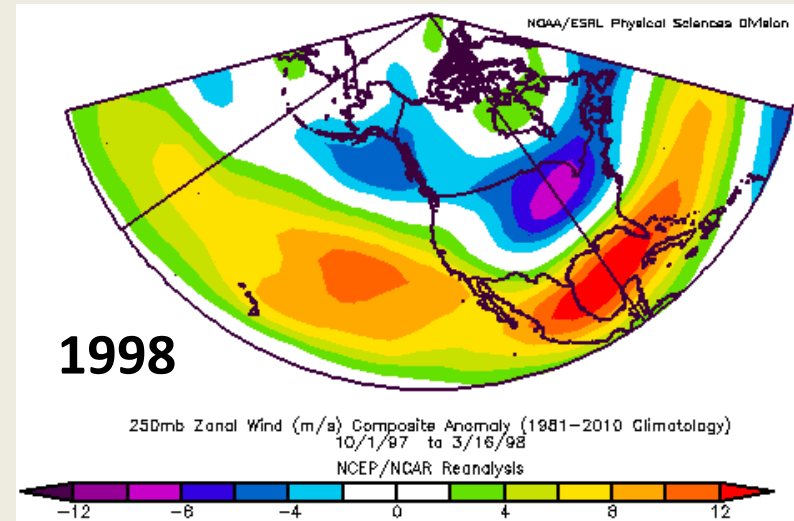 NOAA/ESRL Physical Sciences Division
1998
250mb Zonal Wind (m/s) Composite Anomaly (1981-2010 Climatology)
10/1/97 to 3/16/98
NCEP/NCAR Reanalysis
-12 -8 -4 0 4 8 12